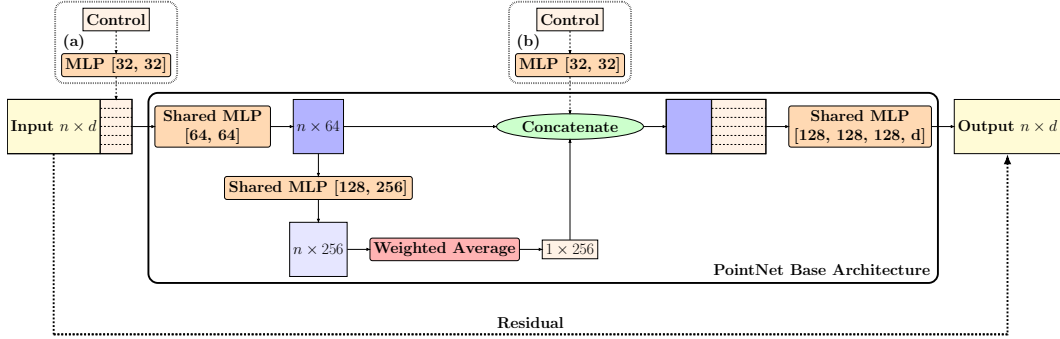 Control
(a)
MLP [32, 32]
Control
(b)
MLP [32, 32]
Input n × d
Shared MLP
[64, 64]
n × 64
Concatenate
Shared MLP
[128, 128, 128, d]
Output n × d
Shared MLP [128, 256]
n × 256
Weighted Average
1 × 256
PointNet Base Architecture
Residual